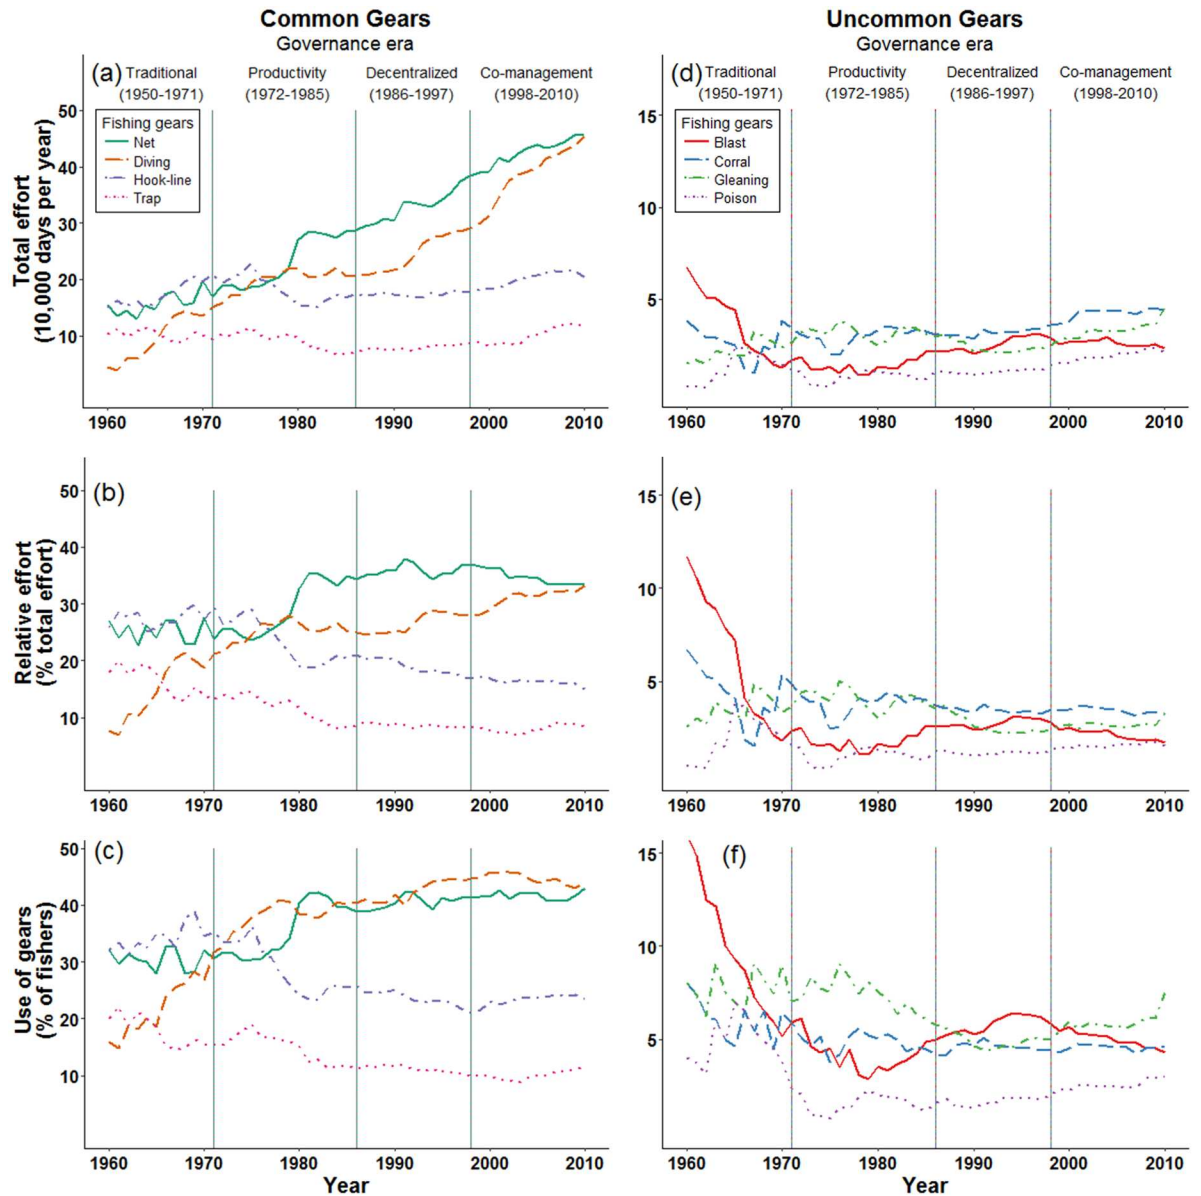 Common Gears
Governance era
(a)
Traditional
(1950-1971)
Productivity
(1972-1985)
Decentralized
(1986-1997)
Co-management
(1998-2010)
Fishing gears
Net
Diving
Hook-line
Trap
Total effort
(10,000 days per year)
50
40
30
20
10
1960 1970 1980 1990 2000 2010
Uncommon Gears
Governance era
(d)
Traditional
(1950-1971)
Productivity
(1972-1985)
Decentralized
(1986-1997)
Co-management
(1998-2010)
Fishing gears
Blast
Corral
Gleaning
Poison
15
10
5
1960 1970 1980 1990 2000 2010
(b)
Relative effort
(% total effort)
50
40
30
20
10
1960 1970 1980 1990 2000 2010
(e)
15
10
5
1960 1970 1980 1990 2000 2010
(c)
Use of gears
(% of fishers)
50
40
30
20
10
1960 1970 1980 1990 2000 2010
Year
(f)
15
10
5
1960 1970 1980 1990 2000 2010
Year